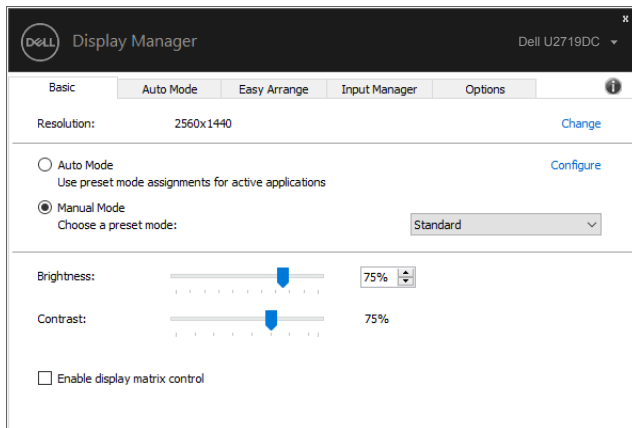 x
DELL Display Manager Dell U2719DC
Basic Auto Mode Easy Arrange Input Manager Options i
Resolution: 2560x1440 Change
Auto Mode Configure
Use preset mode assignments for active applications
Manual Mode
Choose a preset mode: Standard
Brightness: 75%
Contrast: 75%
Enable display matrix control